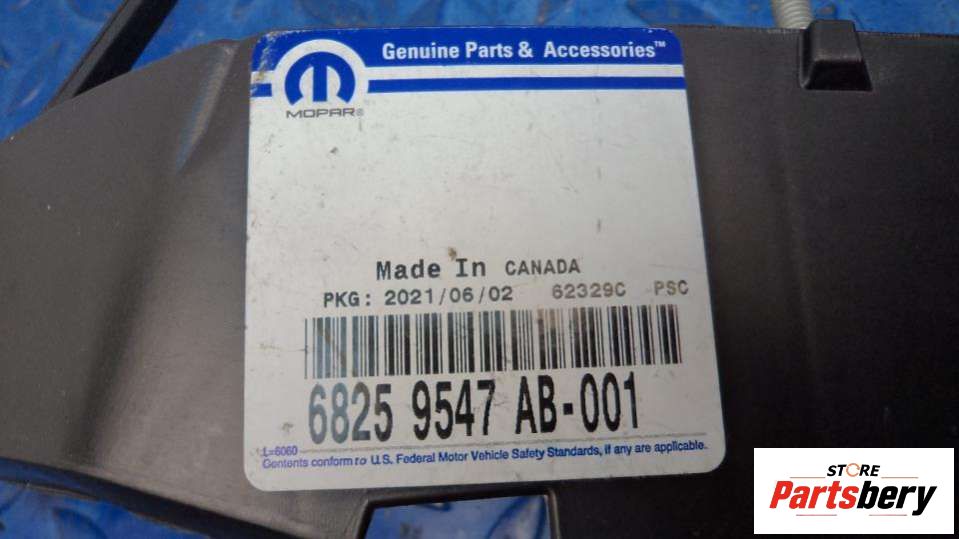 Genuine Parts & Accessories™
MOPAR®
Made In CANADA
PKG: 2021/06/02 62329C PSC
6825 9547 AB-001
L=6060
Contents conform to U.S. Federal Motor Vehicle Safety Standards, if any are applicable.
STORE
Partsbery